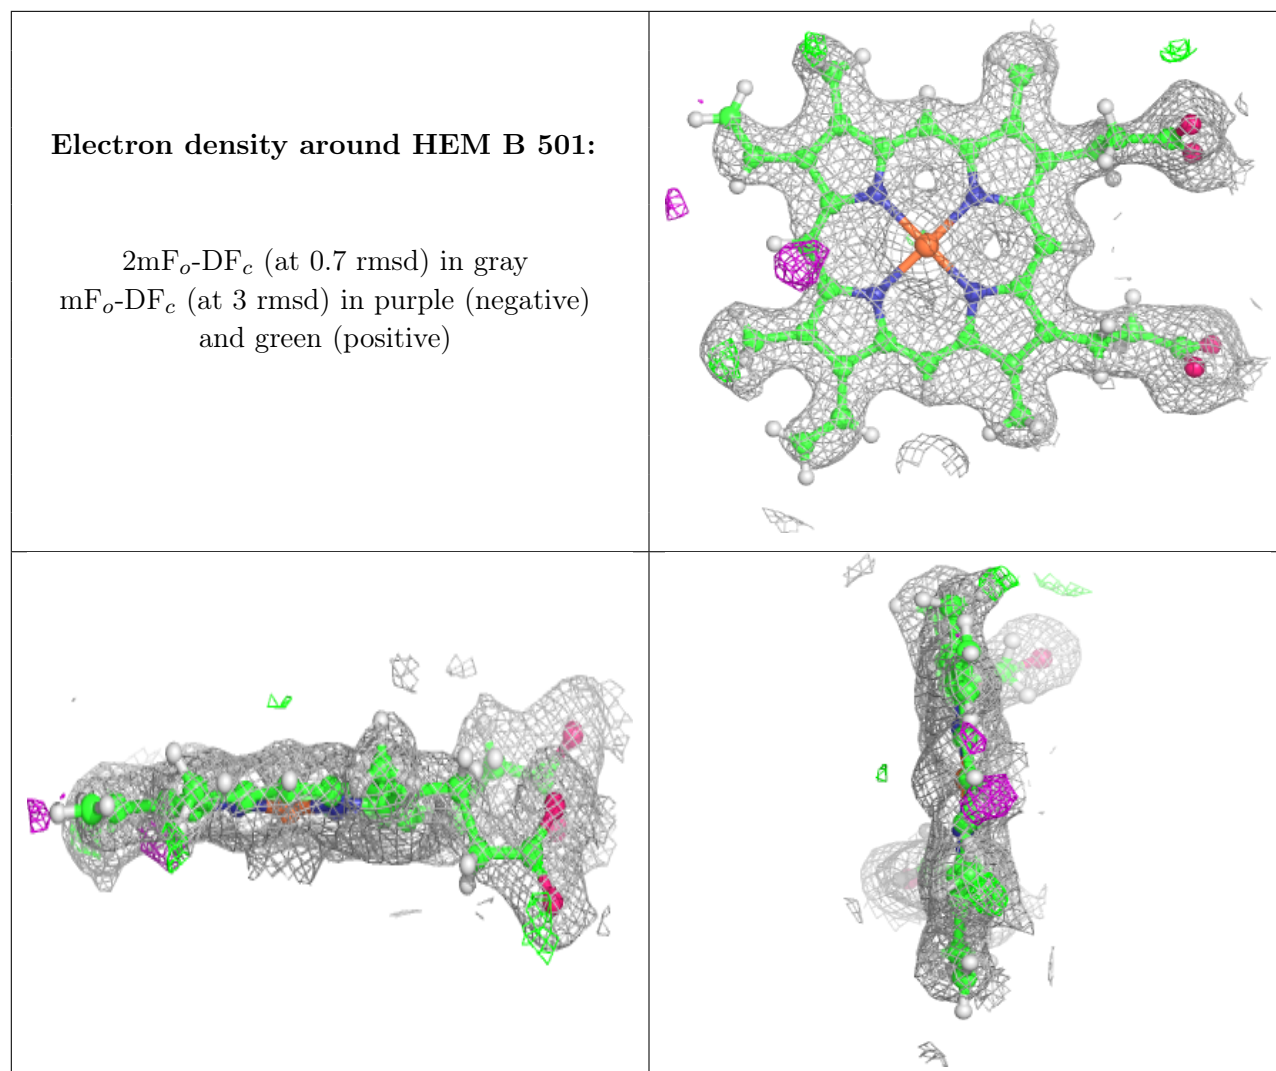 Electron density around HEM B 501:
2mFo-DFc (at 0.7 rmsd) in gray
mFo-DFc (at 3 rmsd) in purple (negative)
and green (positive)